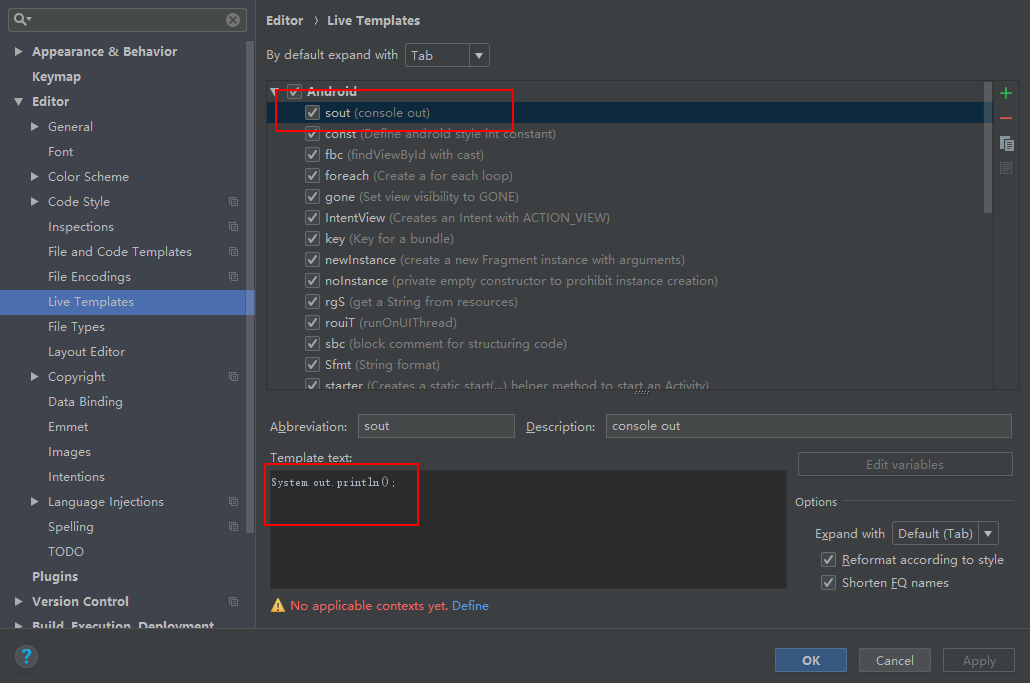 Appearance & Behavior
Keymap
Editor
General
Font
Color Scheme
Code Style
Inspections
File and Code Templates
File Encodings
Live Templates
File Types
Layout Editor
Copyright
Data Binding
Emmet
Images
Intentions
Language Injections
Spelling
TODO
Plugins
Version Control
Build, Execution, Deployment
Editor › Live Templates
By default expand with Tab
Android
sout (console out)
const (Define android style int constant)
fbc (findViewById with cast)
foreach (Create a for each loop)
gone (Set view visibility to GONE)
IntentView (Creates an Intent with ACTION_VIEW)
key (Key for a bundle)
newInstance (create a new Fragment instance with arguments)
noInstance (private empty constructor to prohibit instance creation)
rgS (get a String from resources)
rouiT (runOnUIThread)
sbc (block comment for structuring code)
Sfmt (String format)
starter (Creates a static start(...) helper method to start an Activity)
Abbreviation: sout Description: console out
Template text:
System.out.println();
Edit variables
Options
Expand with Default (Tab)
Reformat according to style
Shorten FQ names
No applicable contexts yet. Define
?
OK Cancel Apply